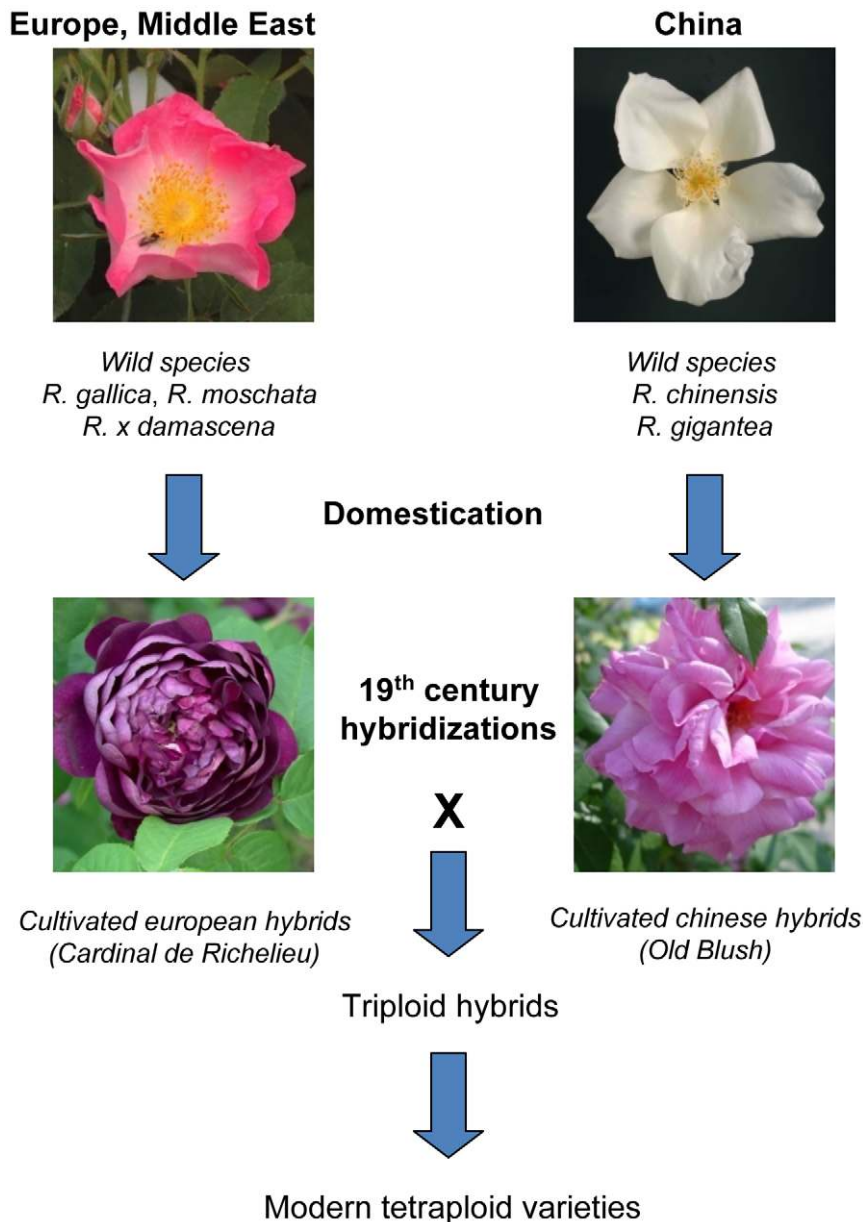 Europe, Middle East
China
Wild species
R. gallica, R. moschata
R. x damascena
Wild species
R. chinensis
R. gigantea
Domestication
19th century
hybridizations
X
Cultivated european hybrids
(Cardinal de Richelieu)
Cultivated chinese hybrids
(Old Blush)
Triploid hybrids
Modern tetraploid varieties